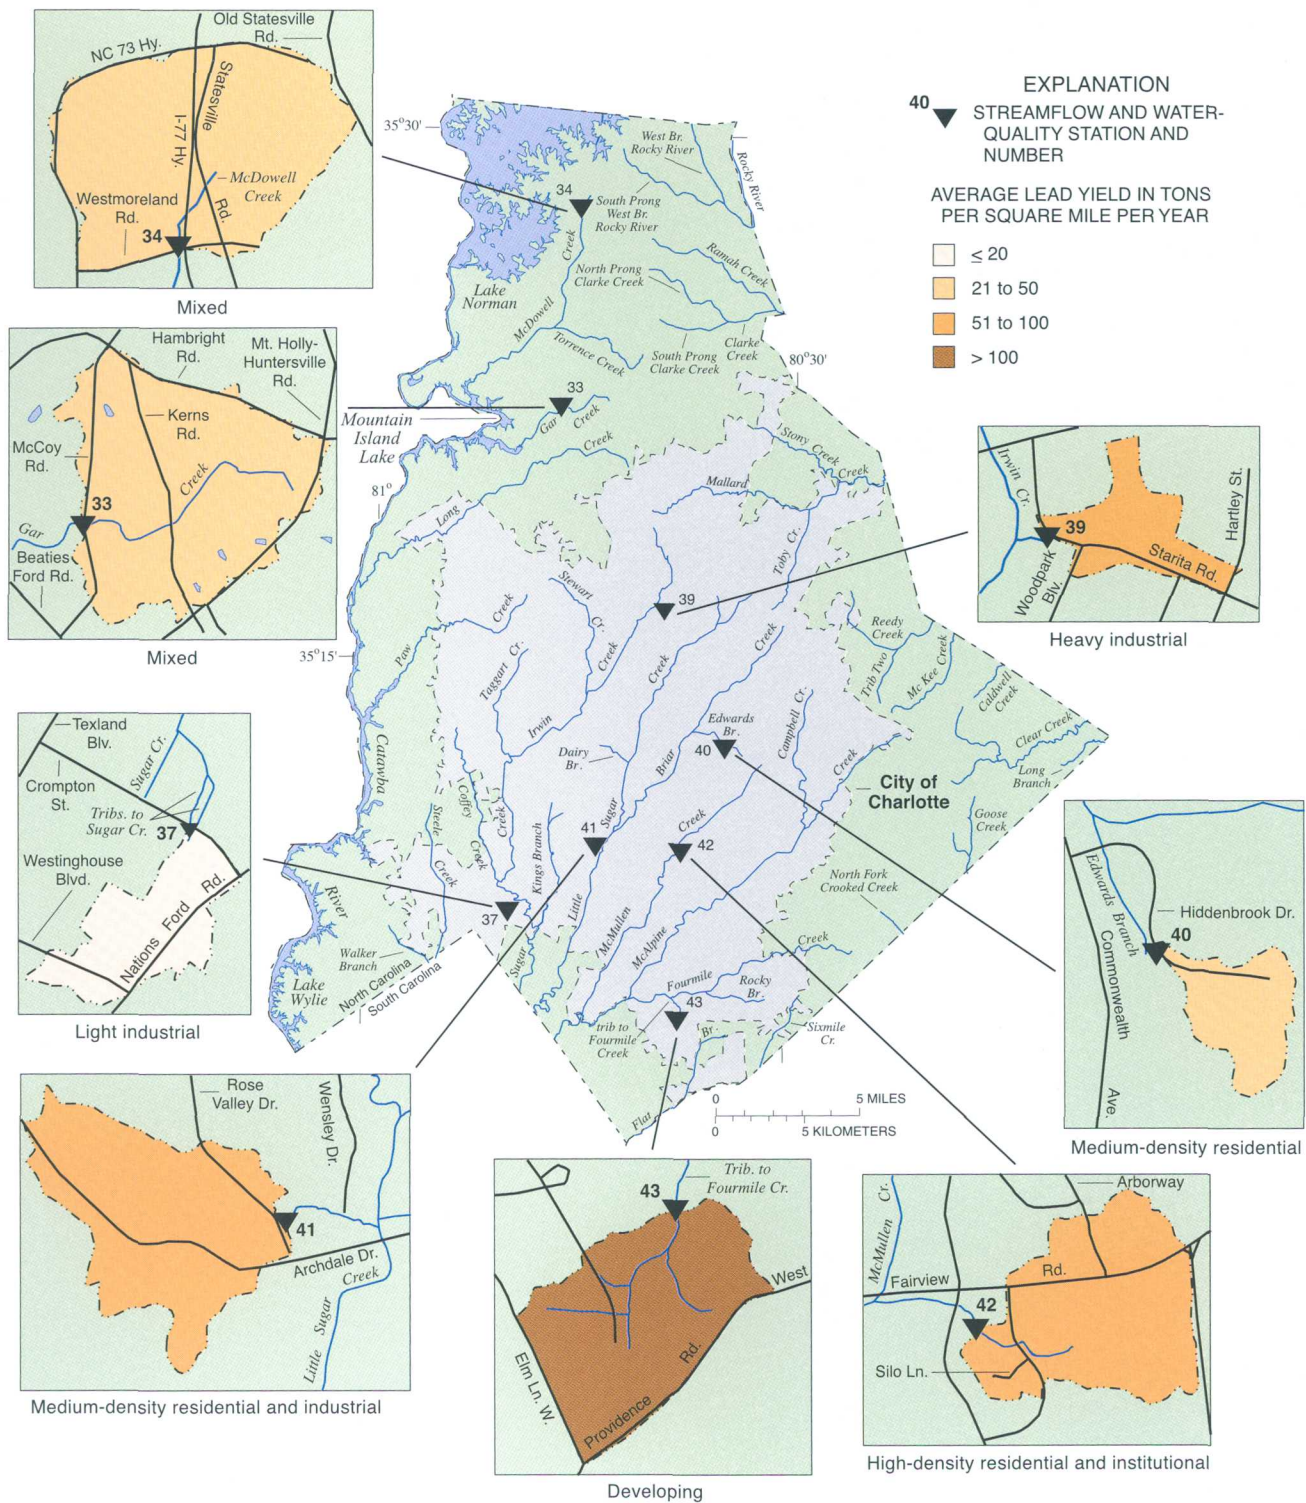 Old Statesville
Rd.
NC 73 Hy.
Statesville
Rd.
I-77 Hy.
McDowell
Creek
Westmoreland
Rd.
34
Mixed
EXPLANATION
40
STREAMFLOW AND WATER-
QUALITY STATION AND
NUMBER
AVERAGE LEAD YIELD IN TONS
PER SQUARE MILE PER YEAR
≤ 20
21 to 50
51 to 100
> 100
Hambright
Rd.
Mt. Holly-
Huntersville
Rd.
Kerns
Rd.
McCoy
Rd.
33
Gar
Creek
Beaties
Ford Rd.
Mixed
35°30'
West Br.
Rocky River
Rocky River
34
South Prong
West Br.
Rocky River
Creek
Ramah Creek
North Prong
Clarke Creek
Lake
Norman
McDowell
Torrence Creek
South Prong
Clarke Creek
Clarke
Creek
80°30'
33
Gar
Creek
Mountain
Island
Lake
Creek
Stony Creek
Creek
Mallard
81°
Long
Toby Cr.
Stewart
Cr.
39
Creek
Paw
Creek
Creek
Creek
Reedy
Creek
Trib Two
Mc Kee Creek
Caldwell
Creek
Clear Creek
Long
Branch
35°15'
Taggart Cr.
Irwin
Edwards
Br.
40
Campbell Cr.
Creek
Dairy
Br.
Briar
City of
Charlotte
Catawba
Coffey
Creek
Creek
Steele
Creek
41
Sugar
Creek
42
Goose
Creek
Kings Branch
North Fork
Crooked Creek
River
37
Little
McMullen
McAlpine
Creek
Walker
Branch
Sugar
North Carolina
South Carolina
Lake
Wylie
Fourmile
Rocky
Br.
43
trib to
Fourmile
Creek
Br.
Sixmile
Cr.
Flat
0 5 MILES
0 5 KILOMETERS
Irwin Cr.
39
Hartley St.
Starita Rd.
Woodpark
Blv.
Heavy industrial
Texland
Blv.
Sugar Cr.
Crompton
St.
Tribs. to
Sugar Cr.
37
Westinghouse
Blvd.
Nations Ford Rd.
Light industrial
Edwards Branch
Hiddenbrook Dr.
40
Commonwealth
Ave.
Medium-density residential
Rose
Valley Dr.
Wensley Dr.
41
Archdale Dr.
Little Sugar Creek
Medium-density residential and industrial
Trib. to
Fourmile Cr.
43
West
Elm Ln. W.
Providence Rd.
Developing
Arborway
McMullen Cr.
Fairview Rd.
42
Silo Ln.
High-density residential and institutional